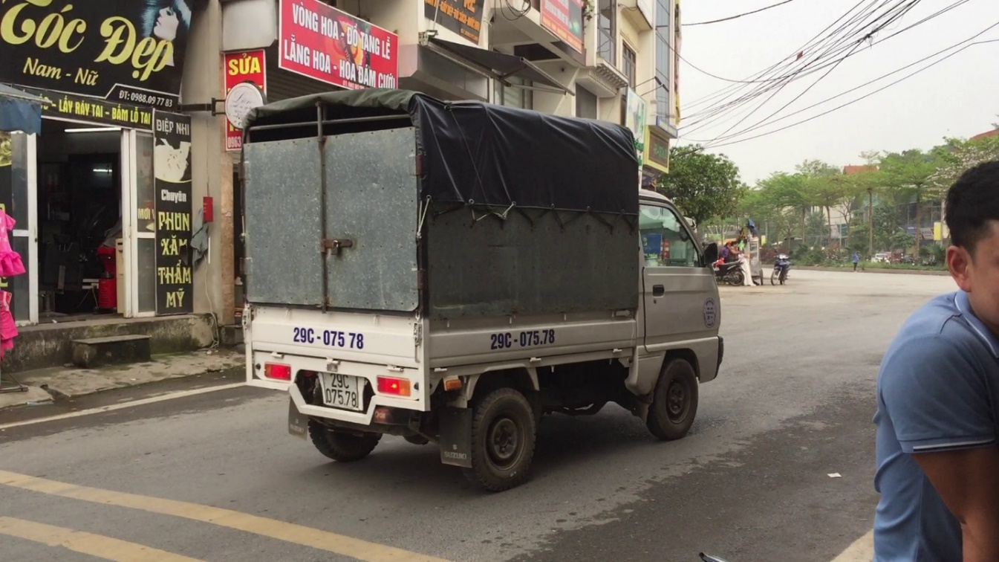 Tóc Đẹp
Nam - Nữ
ĐT: 0988.09 77 83
- LẤY RÁY TAI - BẤM LỖ TAI
BIỆP NHI
Chuyên
PHUN
XĂM
THẨM
MỸ
MỚI
SỬA
0963
VÒNG HOA - ĐỒ TANG LỄ
LẴNG HOA - HOA ĐÁM CƯỚI
29C - 075 78
29C - 075.78
29C
075.78
SUZUKI